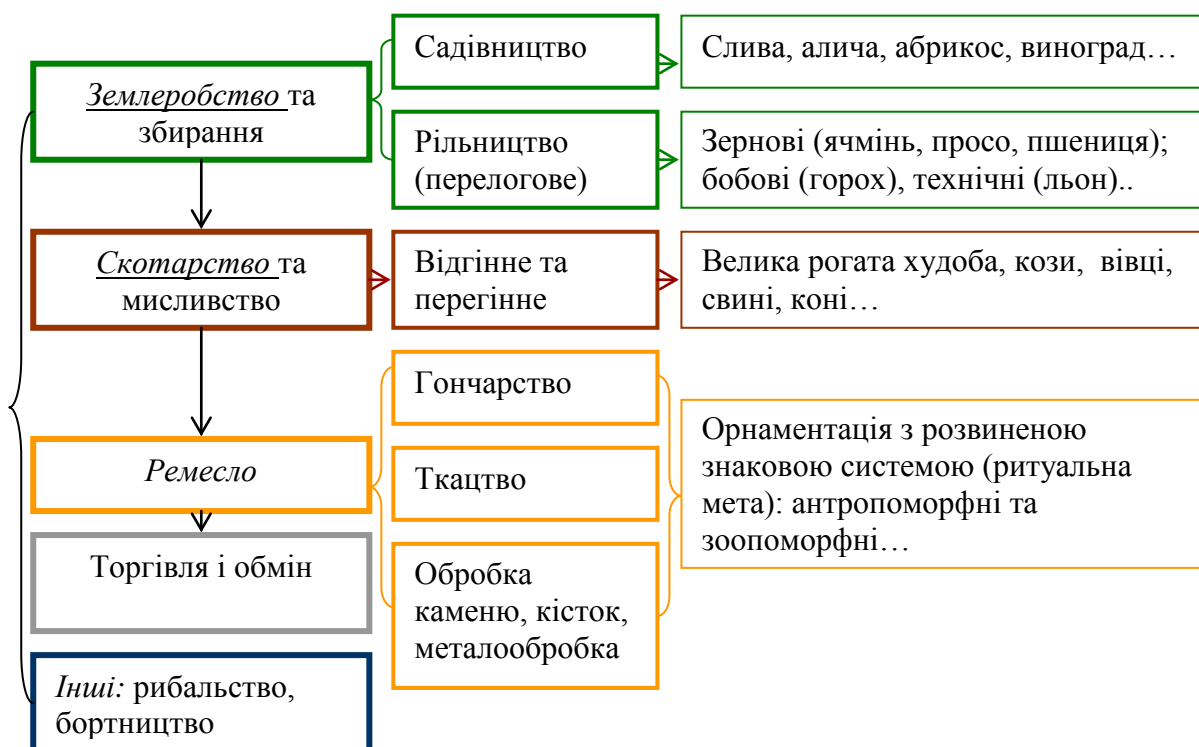 Садівництво
Слива, алича, абрикос, виноград…
Землеробство та
збирання
Рільництво
(перелогове)
Зернові (ячмінь, просо, пшениця);
бобові (горох), технічні (льон)..
Скотарство та
мисливство
Відгінне та
перегінне
Велика рогата худоба, кози, вівці,
свині, коні…
Ремесло
Гончарство
Ткацтво
Обробка
каменю, кісток,
металообробка
Орнаментація з розвиненою
знаковою системою (ритуальна
мета): антропоморфні та
зоопоморфні…
Торгівля і обмін
Інші: рибальство,
бортництво